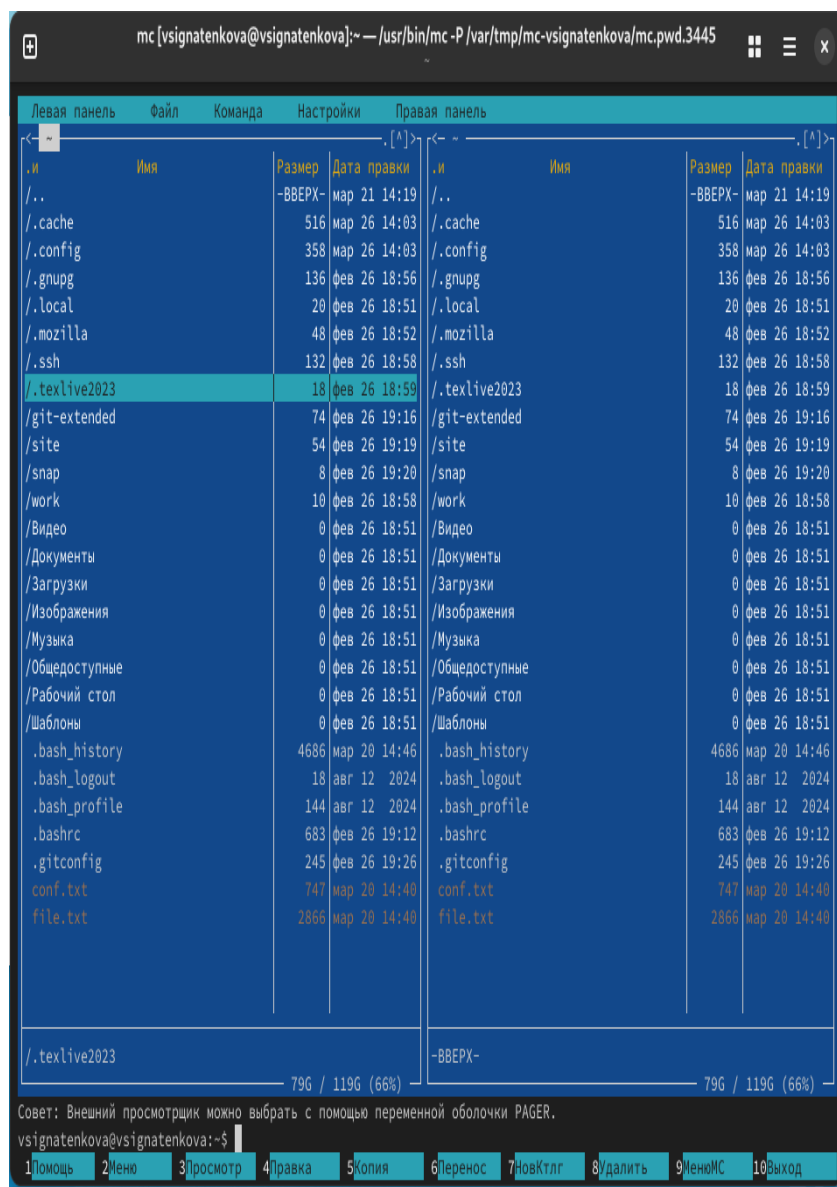 mc [vsignatenkova@vsignatenkova]:~ — /usr/bin/mc -P /var/tmp/mc-vsignatenkova/mc.pwd.3445
~
Левая панель Файл Команда Настройки Правая панель
<- ~ .[^]> <- ~ .[^]>
.и Имя Размер Дата правки .и Имя Размер Дата правки
/.. -ВВЕРХ- мар 21 14:19 /.. -ВВЕРХ- мар 21 14:19
/.cache 516 мар 26 14:03 /.cache 516 мар 26 14:03
/.config 358 мар 26 14:03 /.config 358 мар 26 14:03
/.gnupg 136 фев 26 18:56 /.gnupg 136 фев 26 18:56
/.local 20 фев 26 18:51 /.local 20 фев 26 18:51
/.mozilla 48 фев 26 18:52 /.mozilla 48 фев 26 18:52
/.ssh 132 фев 26 18:58 /.ssh 132 фев 26 18:58
/.texlive2023 18 фев 26 18:59 /.texlive2023 18 фев 26 18:59
/git-extended 74 фев 26 19:16 /git-extended 74 фев 26 19:16
/site 54 фев 26 19:19 /site 54 фев 26 19:19
/snap 8 фев 26 19:20 /snap 8 фев 26 19:20
/work 10 фев 26 18:58 /work 10 фев 26 18:58
/Видео 0 фев 26 18:51 /Видео 0 фев 26 18:51
/Документы 0 фев 26 18:51 /Документы 0 фев 26 18:51
/Загрузки 0 фев 26 18:51 /Загрузки 0 фев 26 18:51
/Изображения 0 фев 26 18:51 /Изображения 0 фев 26 18:51
/Музыка 0 фев 26 18:51 /Музыка 0 фев 26 18:51
/Общедоступные 0 фев 26 18:51 /Общедоступные 0 фев 26 18:51
/Рабочий стол 0 фев 26 18:51 /Рабочий стол 0 фев 26 18:51
/Шаблоны 0 фев 26 18:51 /Шаблоны 0 фев 26 18:51
.bash_history 4686 мар 20 14:46 .bash_history 4686 мар 20 14:46
.bash_logout 18 авг 12 2024 .bash_logout 18 авг 12 2024
.bash_profile 144 авг 12 2024 .bash_profile 144 авг 12 2024
.bashrc 683 фев 26 19:12 .bashrc 683 фев 26 19:12
.gitconfig 245 фев 26 19:26 .gitconfig 245 фев 26 19:26
conf.txt 747 мар 20 14:40 conf.txt 747 мар 20 14:40
file.txt 2866 мар 20 14:40 file.txt 2866 мар 20 14:40
/.texlive2023 -ВВЕРХ-
79G / 119G (66%) 79G / 119G (66%)
Совет: Внешний просмотрщик можно выбрать с помощью переменной оболочки PAGER.
vsignatenkova@vsignatenkova:~$
1Помощь 2Меню 3Просмотр 4Правка 5Копия 6Перенос 7НовКтлг 8Удалить 9МенюMC 10Выход